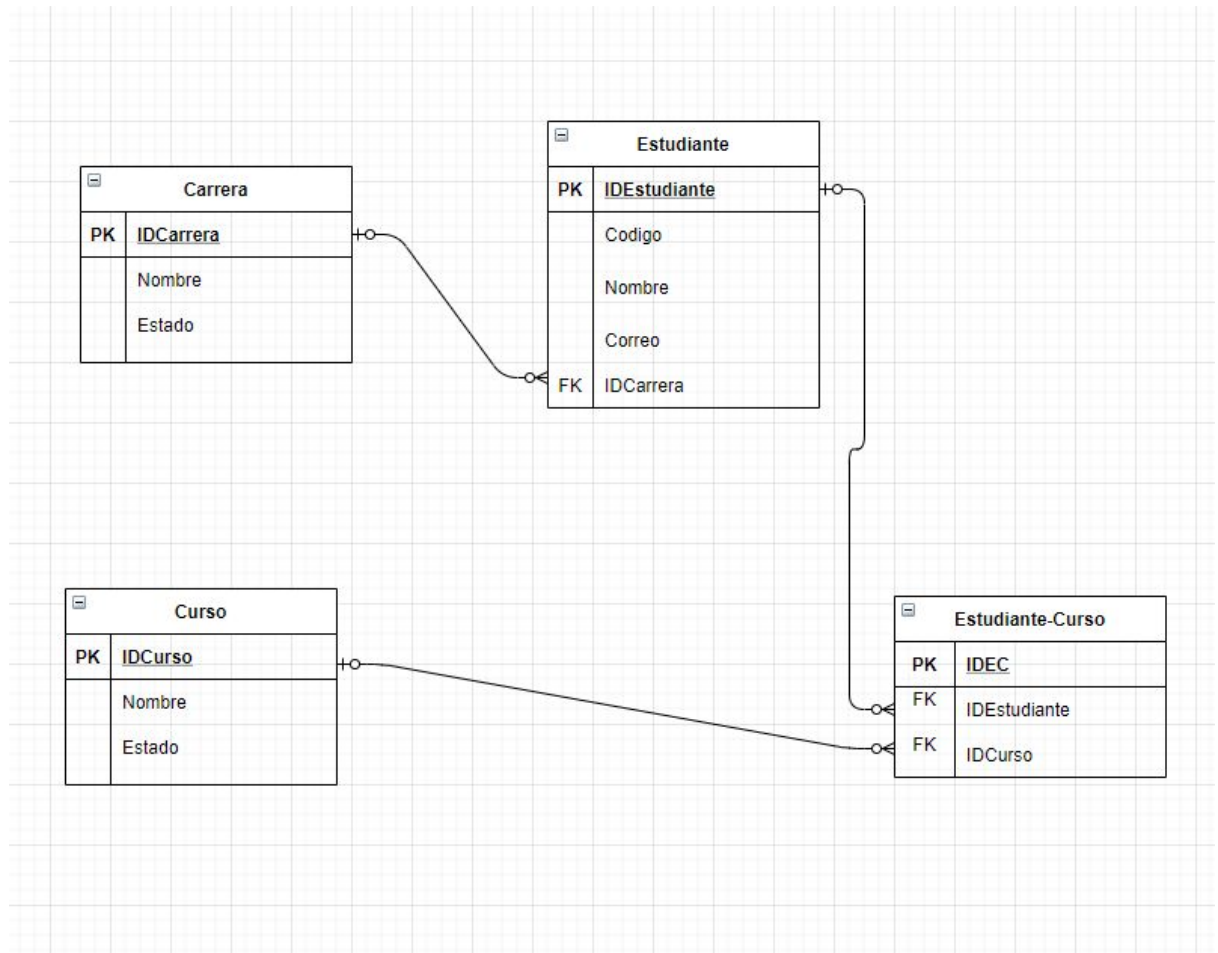 Carrera
PK IDCarrera
Nombre
Estado
Estudiante
PK IDEstudiante
Codigo
Nombre
Correo
FK IDCarrera
Curso
PK IDCurso
Nombre
Estado
Estudiante-Curso
PK IDEC
FK IDEstudiante
FK IDCurso